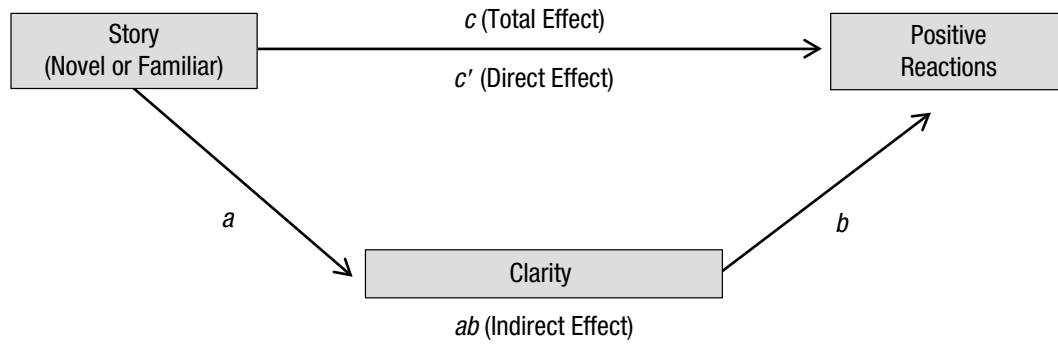 c (Total Effect)
Story
(Novel or Familiar)
Positive
Reactions
c′ (Direct Effect)
a
b
Clarity
ab (Indirect Effect)